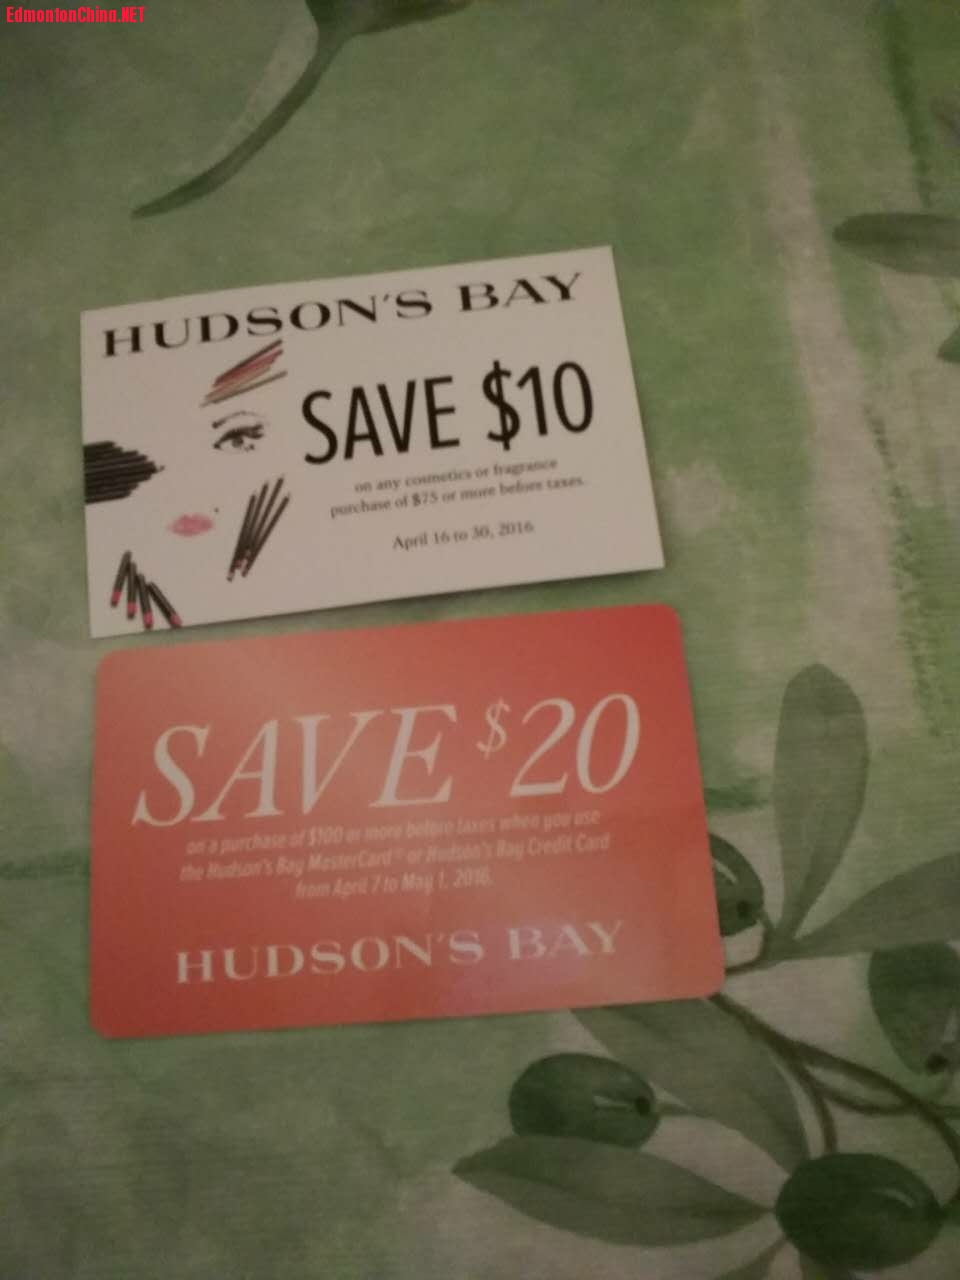 EdmontonChina.NET
HUDSON'S BAY
SAVE $10
on any cosmetics or fragrance
purchase of $75 or more before taxes.
April 16 to 30, 2016
SAVE $20
on a purchase of $100 or more before taxes when you use
the Hudson's Bay MasterCard® or Hudson's Bay Credit Card
from April 7 to May 1, 2016.
HUDSON'S BAY